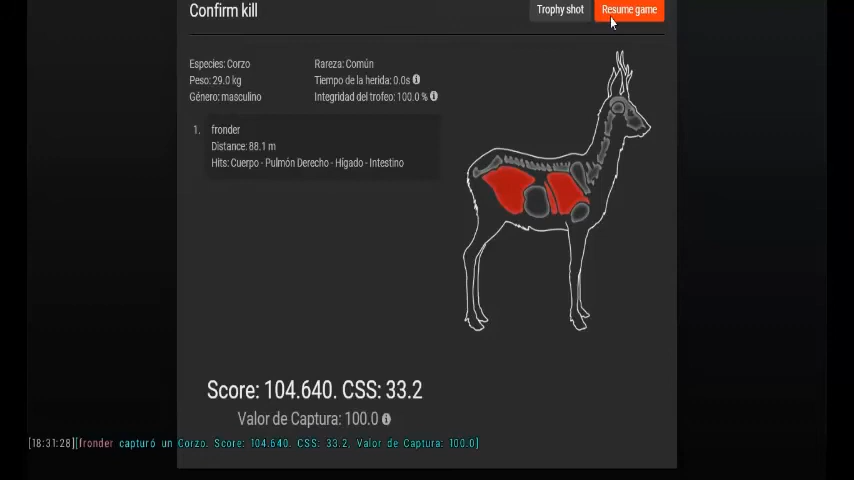 Confirm kill
Trophy shot
Resume game
Especies: Corzo
Rareza: Común
Peso: 29.0 kg
Tiempo de la herida: 0.0s
Género: masculino
Integridad del trofeo: 100.0 %
1. fronder
Distance: 88.1 m
Hits: Cuerpo - Pulmón Derecho - Hígado - Intestino
Score: 104.640. CSS: 33.2
Valor de Captura: 100.0
[18:31:28][fronder capturó un Corzo. Score: 104.640. CSS: 33.2, Valor de Captura: 100.0]